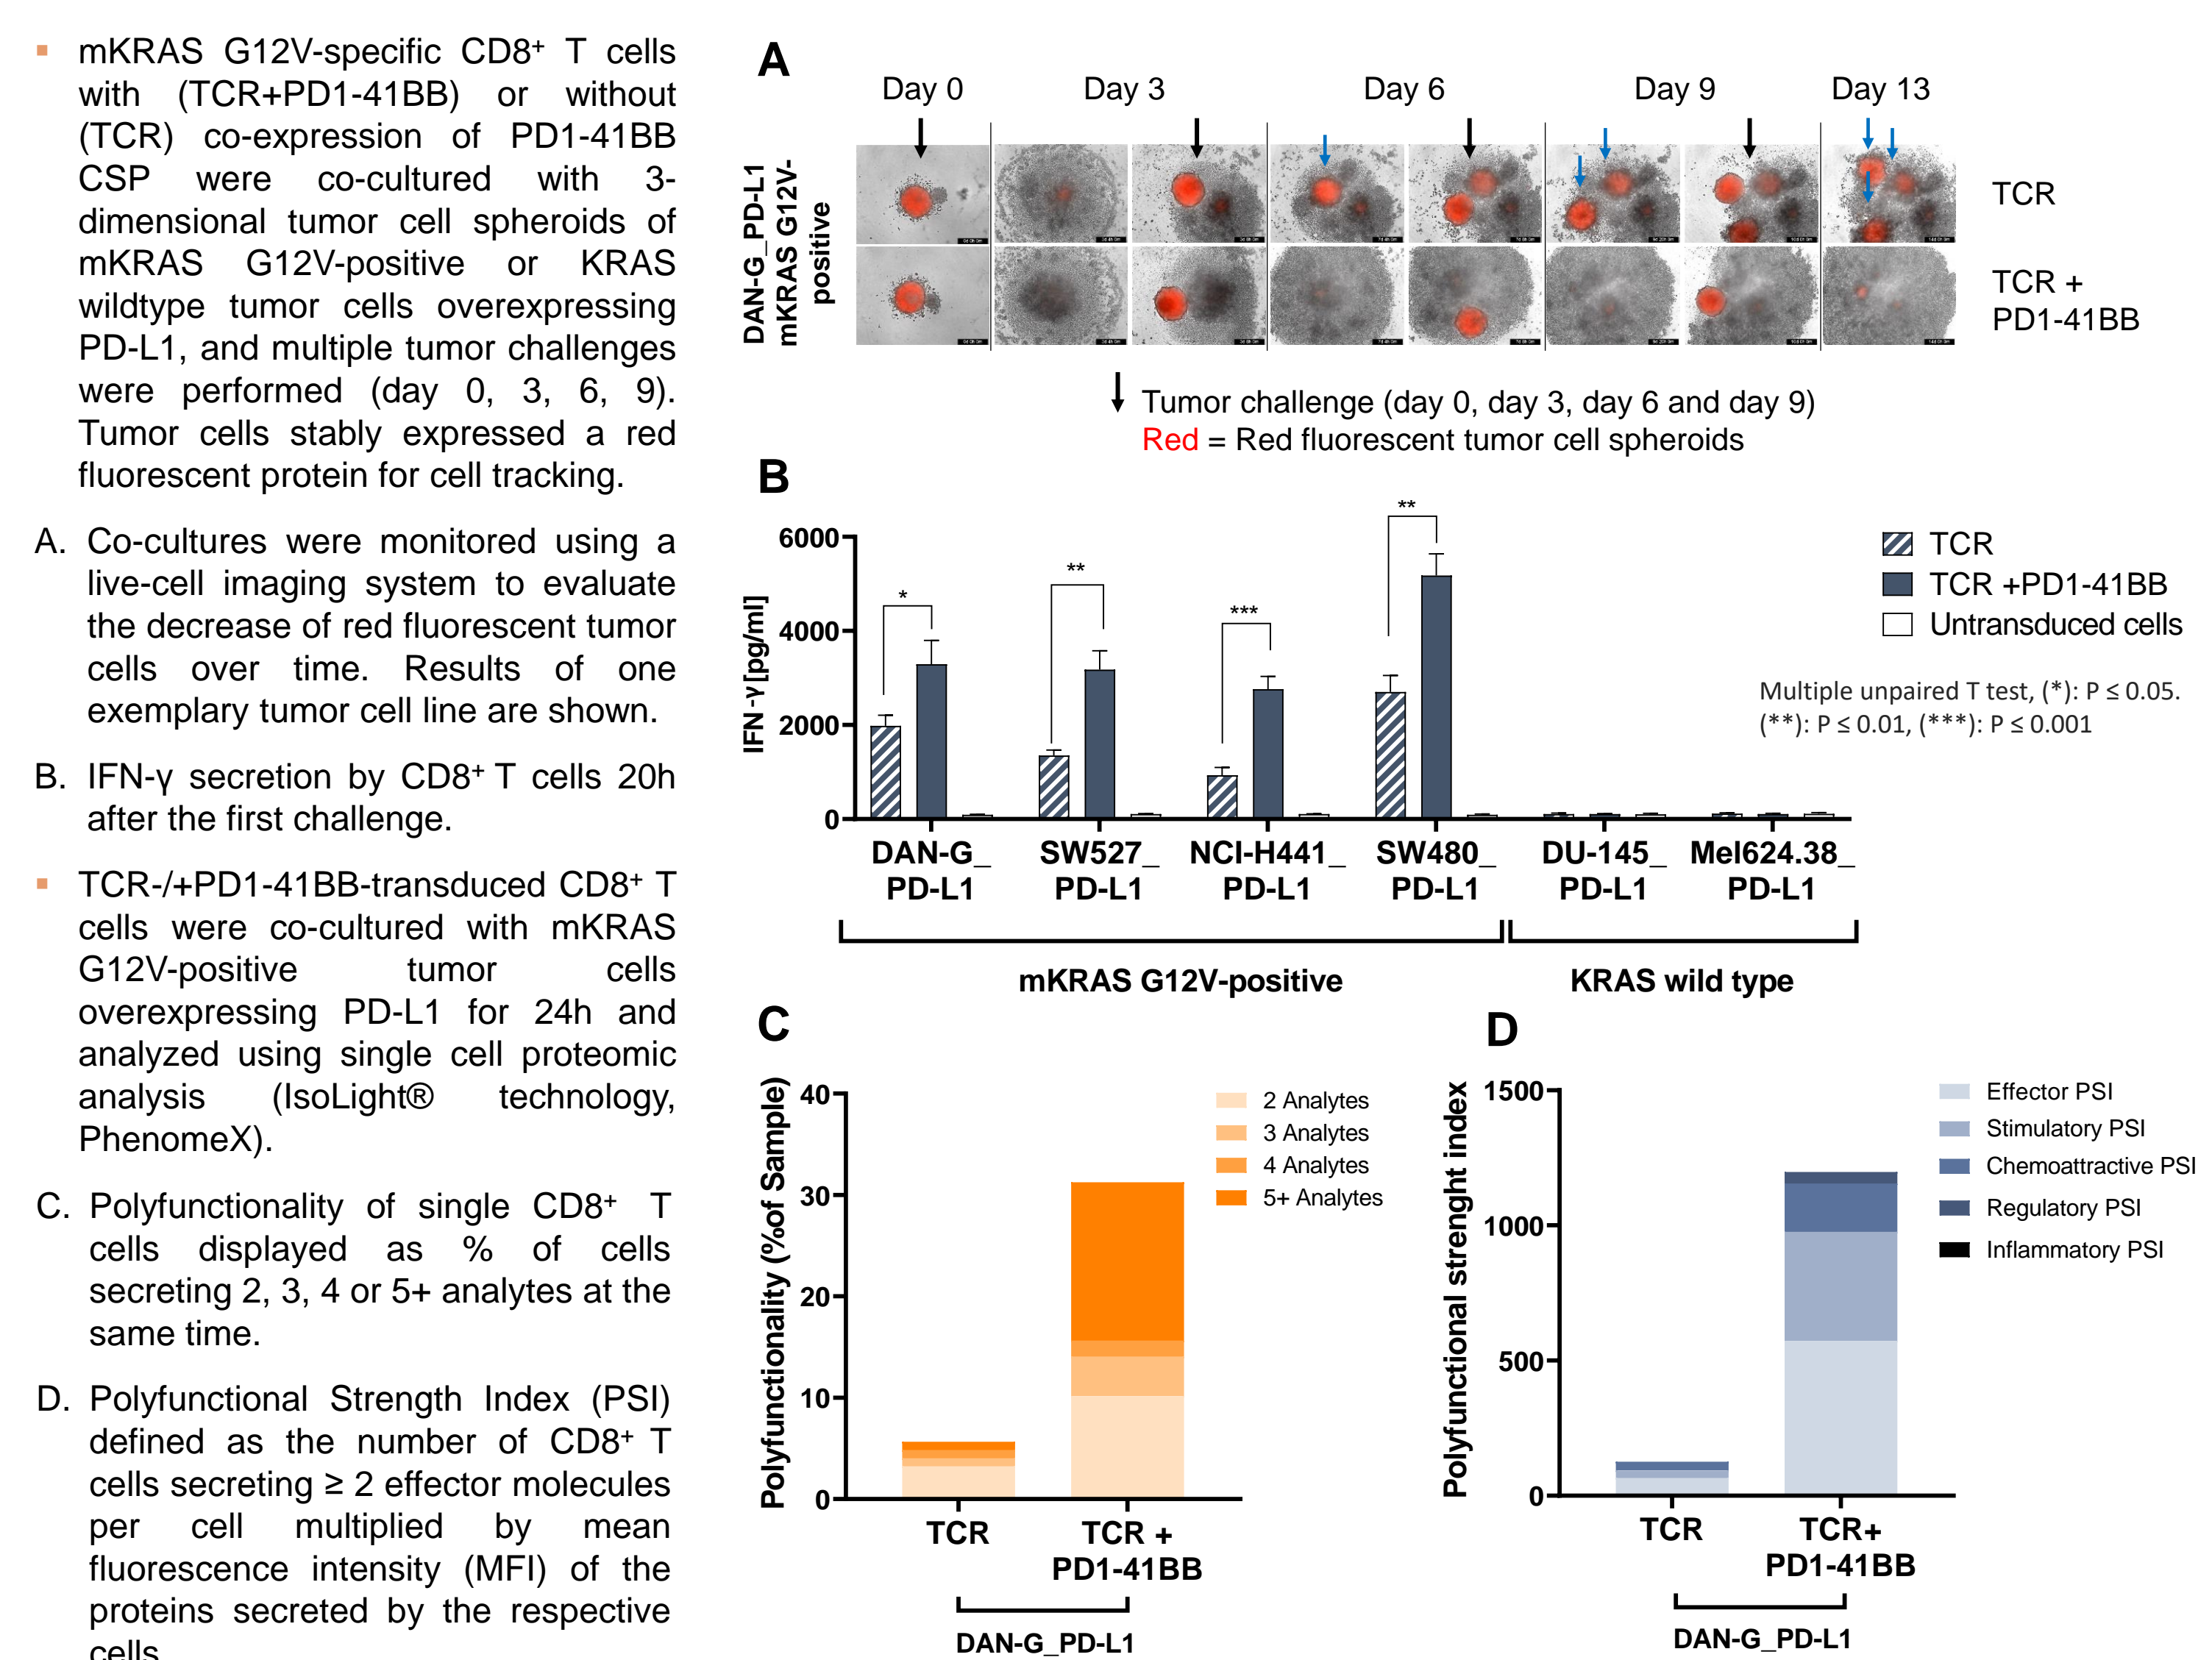 ▪ mKRAS G12V-specific CD8⁺ T cells
with (TCR+PD1-41BB) or without
(TCR) co-expression of PD1-41BB
CSP were co-cultured with 3-
dimensional tumor cell spheroids of
mKRAS G12V-positive or KRAS
wildtype tumor cells overexpressing
PD-L1, and multiple tumor challenges
were performed (day 0, 3, 6, 9).
Tumor cells stably expressed a red
fluorescent protein for cell tracking.
A. Co-cultures were monitored using a
live-cell imaging system to evaluate
the decrease of red fluorescent tumor
cells over time. Results of one
exemplary tumor cell line are shown.
B. IFN-γ secretion by CD8⁺ T cells 20h
after the first challenge.
▪ TCR-/+PD1-41BB-transduced CD8⁺ T
cells were co-cultured with mKRAS
G12V-positive tumor cells
overexpressing PD-L1 for 24h and
analyzed using single cell proteomic
analysis (IsoLight® technology,
PhenomeX).
C. Polyfunctionality of single CD8⁺ T
cells displayed as % of cells
secreting 2, 3, 4 or 5+ analytes at the
same time.
D. Polyfunctional Strength Index (PSI)
defined as the number of CD8⁺ T
cells secreting ≥ 2 effector molecules
per cell multiplied by mean
fluorescence intensity (MFI) of the
proteins secreted by the respective
cells
A
Day 0 Day 3 Day 6 Day 9 Day 13
DAN-G_PD-L1
mKRAS G12V-
positive
TCR
TCR +
PD1-41BB
Tumor challenge (day 0, day 3, day 6 and day 9)
Red = Red fluorescent tumor cell spheroids
B
IFN-γ[pg/ml]
6000
4000
2000
0
* ** *** **
TCR
TCR +PD1-41BB
Untransduced cells
Multiple unpaired T test, (*): P ≤ 0.05.
(**): P ≤ 0.01, (***): P ≤ 0.001
DAN-G_ SW527_ NCI-H441_ SW480_ DU-145_ Mel624.38_
PD-L1 PD-L1 PD-L1 PD-L1 PD-L1 PD-L1
mKRAS G12V-positive KRAS wild type
C
Polyfunctionality (%of Sample)
40
30
20
10
0
2 Analytes
3 Analytes
4 Analytes
5+ Analytes
TCR TCR +
PD1-41BB
DAN-G_PD-L1
D
Polyfunctional strenght index
1500
1000
500
0
Effector PSI
Stimulatory PSI
Chemoattractive PSI
Regulatory PSI
Inflammatory PSI
TCR TCR+
PD1-41BB
DAN-G_PD-L1